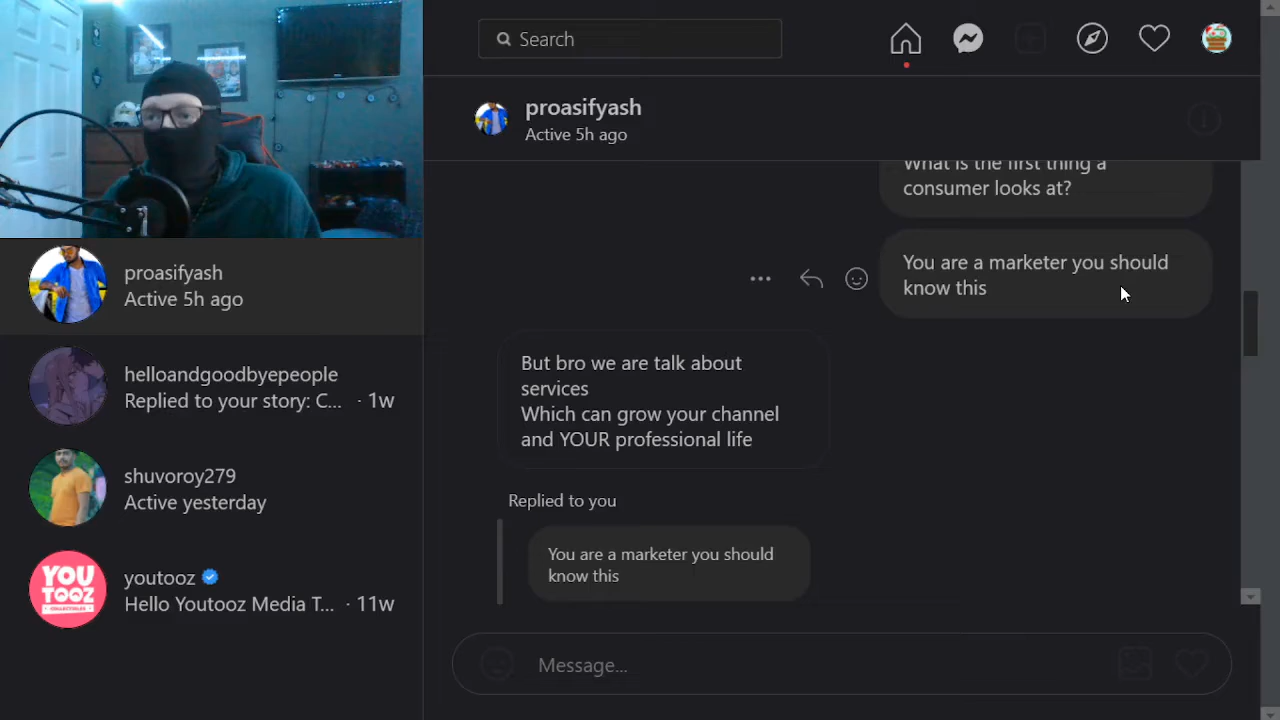 Search
proasifyash
Active 5h ago
What is the first thing a
consumer looks at?
You are a marketer you should
know this
But bro we are talk about
services
Which can grow your channel
and YOUR professional life
Replied to you
You are a marketer you should
know this
Message...
proasifyash
Active 5h ago
helloandgoodbyepeople
Replied to your story: C... · 1w
shuvoroy279
Active yesterday
YOU
TOOZ
COLLECTIBLES
youtooz
Hello Youtooz Media T... · 11w